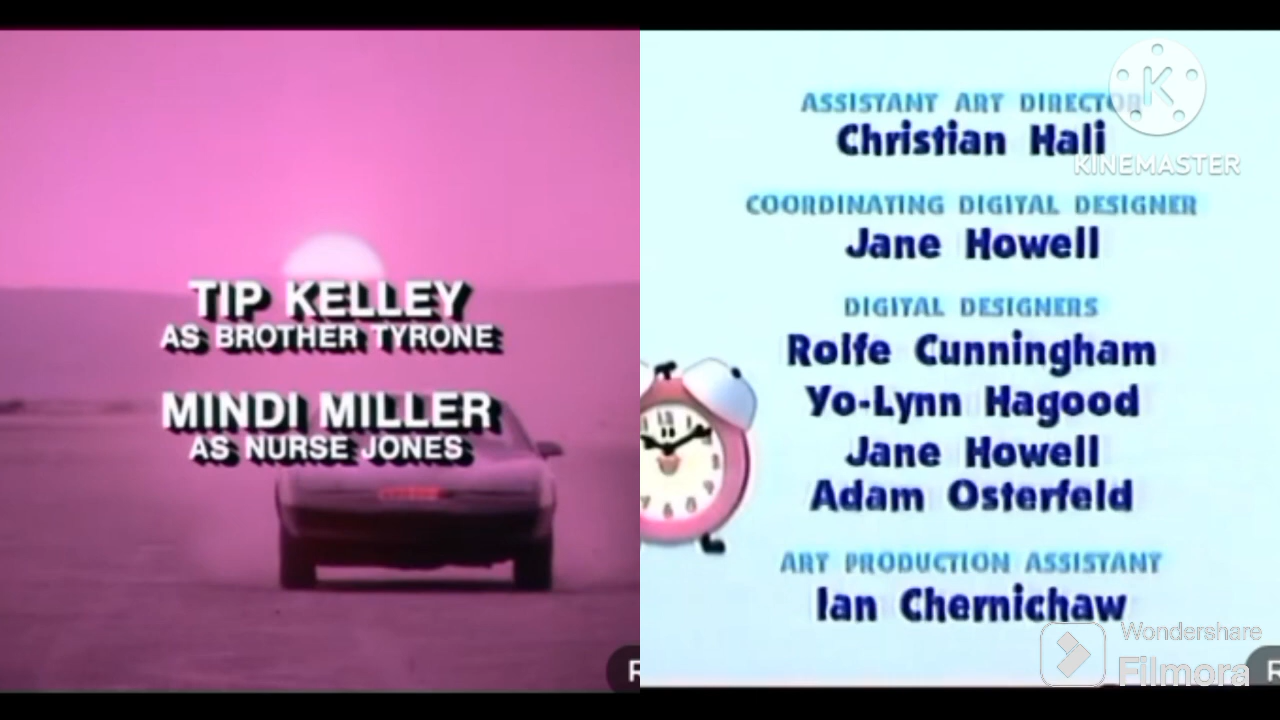 TIP KELLEY
AS BROTHER TYRONE
MINDI MILLER
AS NURSE JONES
R
ASSISTANT ART DIRECTOR
Christian Hali
COORDINATING DIGITAL DESIGNER
Jane Howell
DIGITAL DESIGNERS
Rolfe Cunningham
Yo-Lynn Hagood
Jane Howell
Adam Osterfeld
ART PRODUCTION ASSISTANT
Ian Chernichaw
K
KINEMASTER
Wondershare
Filmora
R